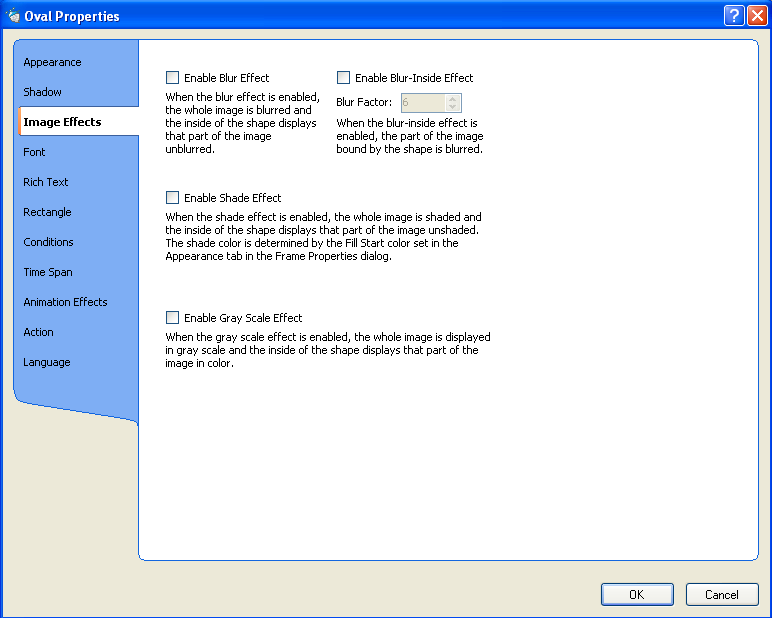 Oval Properties
?
Appearance
Shadow
Image Effects
Font
Rich Text
Rectangle
Conditions
Time Span
Animation Effects
Action
Language
Enable Blur Effect
When the blur effect is enabled,
the whole image is blurred and
the inside of the shape displays
that part of the image
unblurred.
Enable Blur-Inside Effect
Blur Factor: 6
When the blur-inside effect is
enabled, the part of the image
bound by the shape is blurred.
Enable Shade Effect
When the shade effect is enabled, the whole image is shaded and
the inside of the shape displays that part of the image unshaded.
The shade color is determined by the Fill Start color set in the
Appearance tab in the Frame Properties dialog.
Enable Gray Scale Effect
When the gray scale effect is enabled, the whole image is displayed
in gray scale and the inside of the shape displays that part of the
image in color.
OK
Cancel